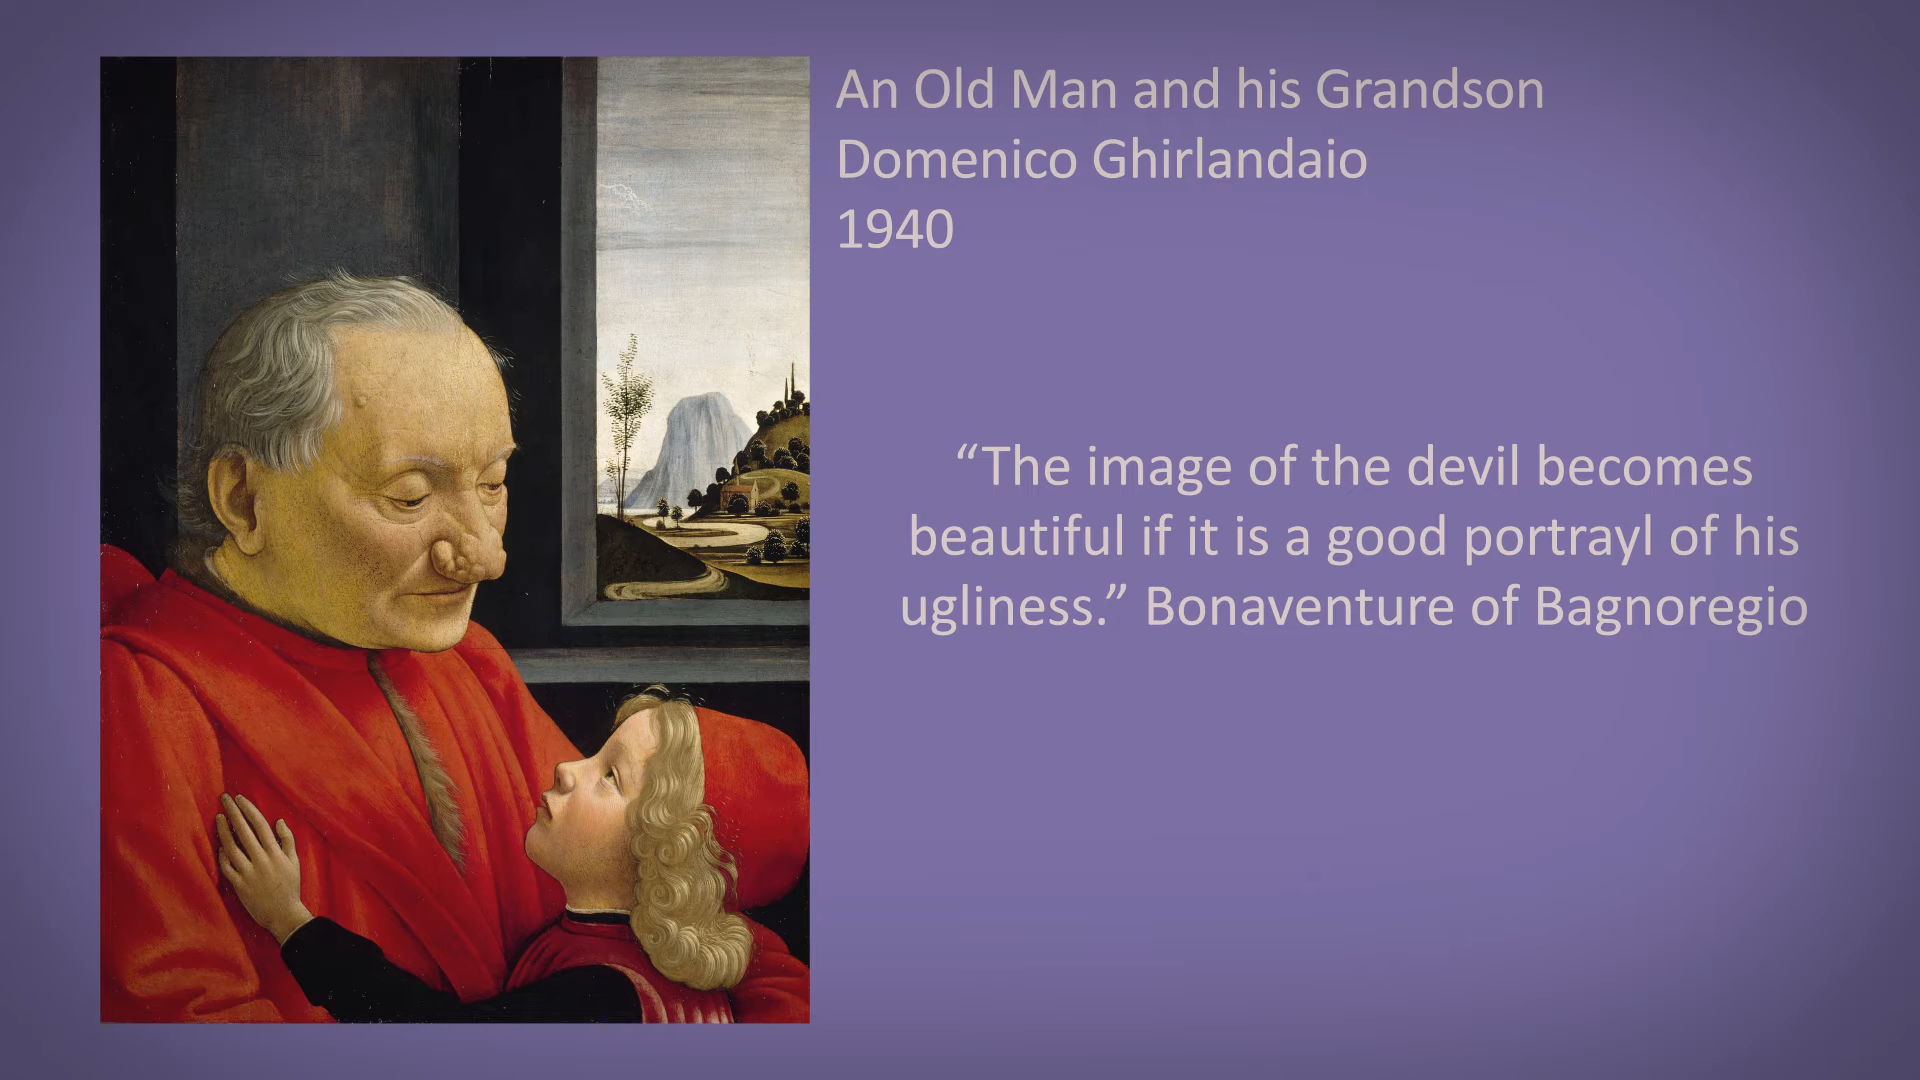 An Old Man and his Grandson
Domenico Ghirlandaio
1940
“The image of the devil becomes
beautiful if it is a good portrayl of his
ugliness.” Bonaventure of Bagnoregio